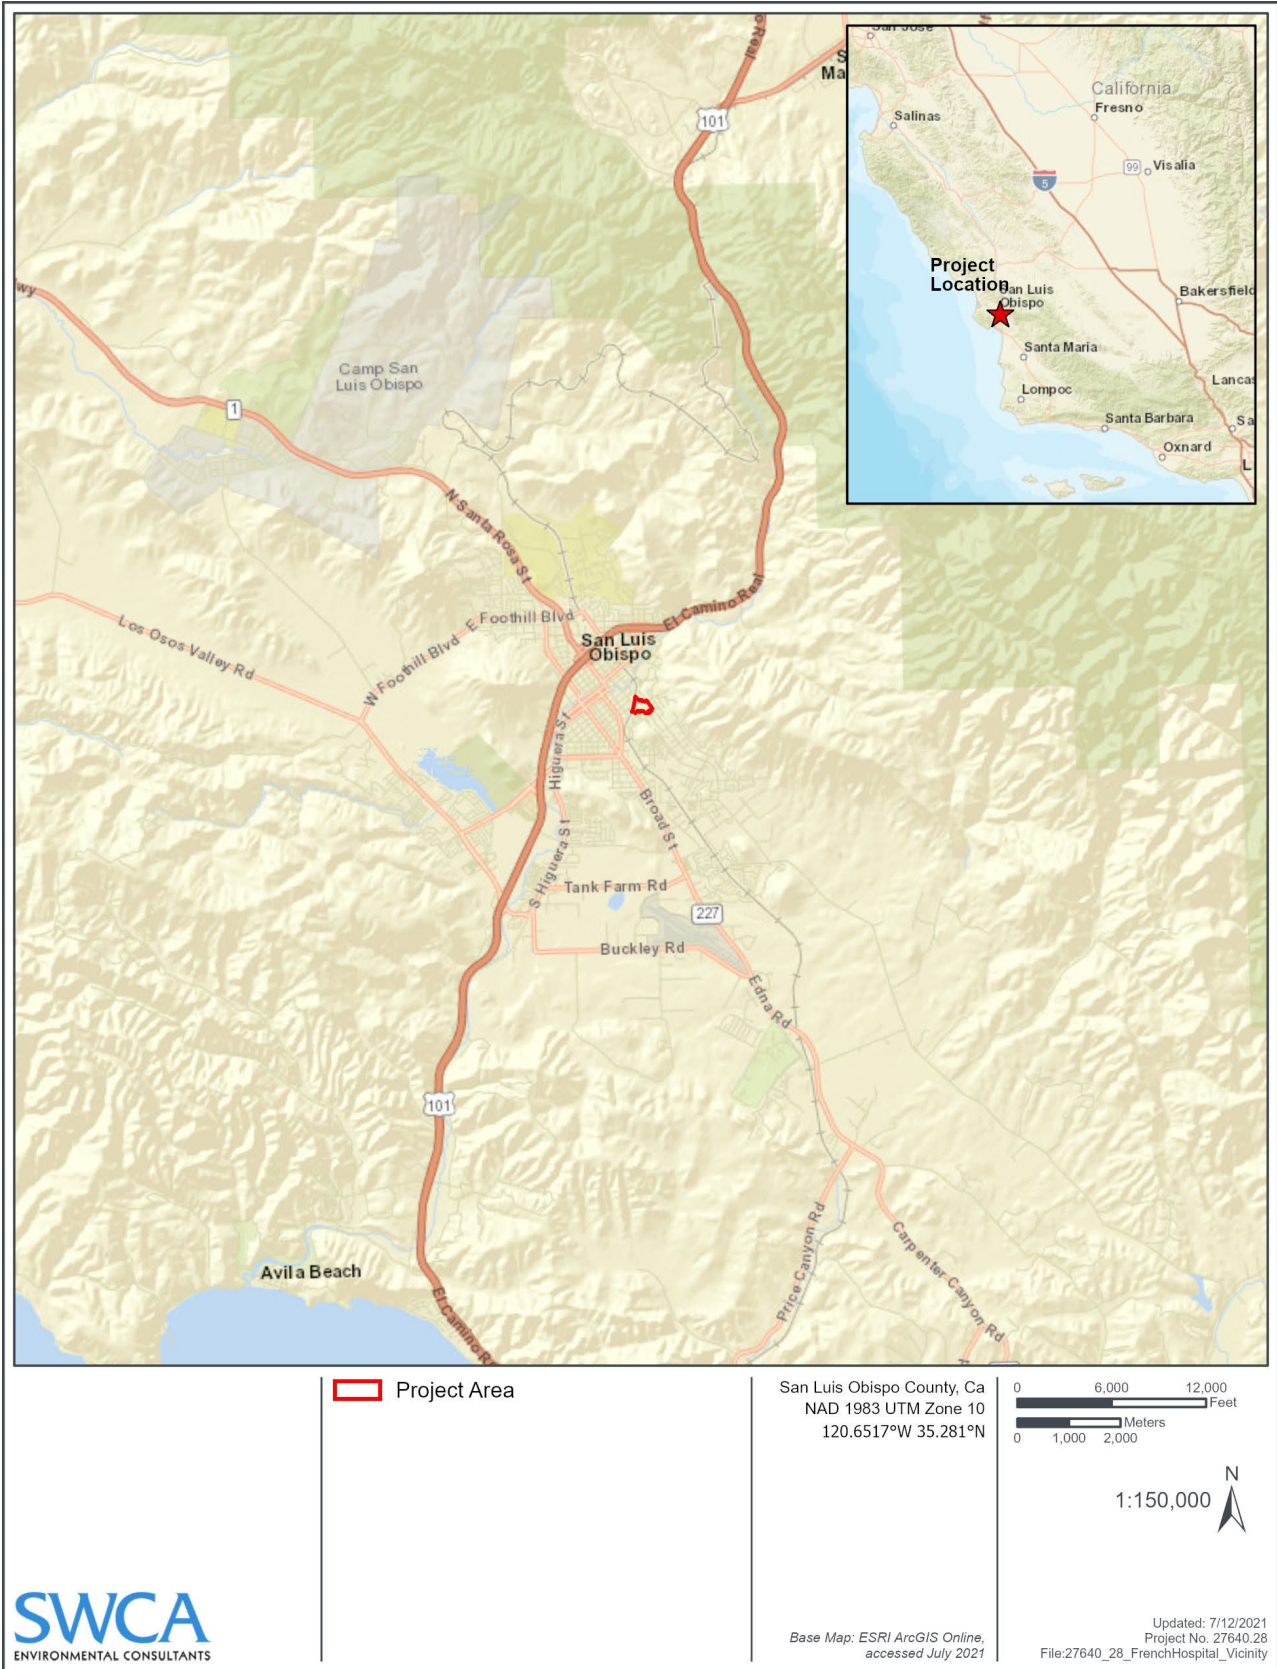 o Real
101
S
Ma
San Jose
California
Fresno
Salinas
99
Visalia
5
Project
Location
San Luis
Obispo
Bakersfield
Santa Maria
Lancas
Lompoc
Santa Barbara
Sa
Oxnard
L
wy
Camp San
Luis Obispo
1
N Santa Rosa St
El Camino Real
E Foothill Blvd
Los Osos Valley Rd
W Foothill Blvd
San Luis
Obispo
Higuera St
Broad St
S Higuera St
Tank Farm Rd
227
Buckley Rd
Edna Rd
101
Price Canyon Rd
Carpenter Canyon Rd
Avila Beach
El Camino R
Project Area
San Luis Obispo County, Ca
NAD 1983 UTM Zone 10
120.6517°W 35.281°N
0 6,000 12,000
Feet
Meters
0 1,000 2,000
N
1:150,000
SWCA
ENVIRONMENTAL CONSULTANTS
Base Map: ESRI ArcGIS Online,
accessed July 2021
Updated: 7/12/2021
Project No. 27640.28
File:27640_28_FrenchHospital_Vicinity